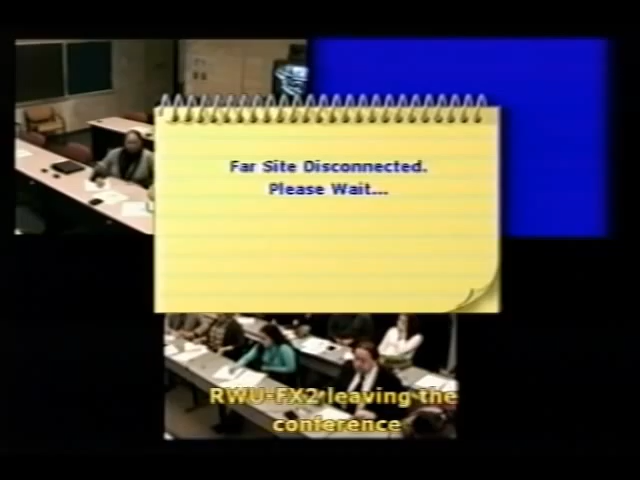 Far Site Disconnected.
Please Wait...
RWU-FX2 leaving the
conference